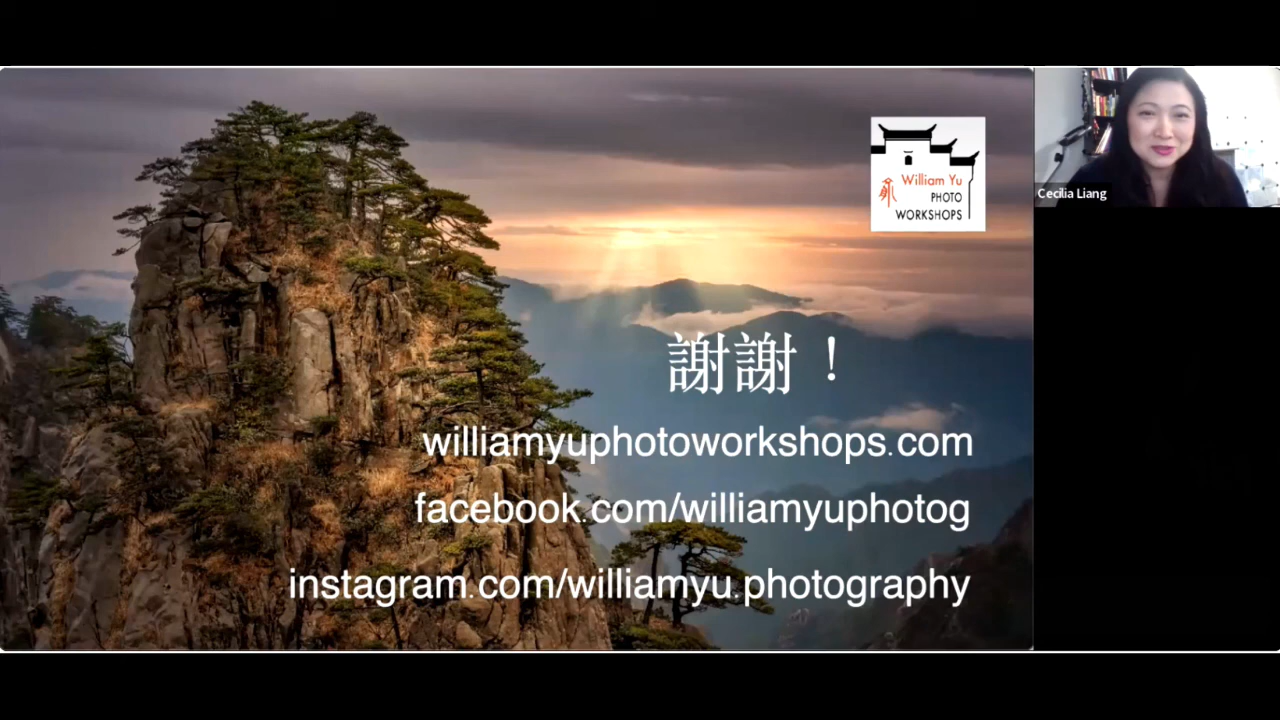 William Yu
PHOTO
WORKSHOPS
Cecilia Liang
謝謝！
williamyuphotoworkshops.com
facebook.com/williamyuphotog
instagram.com/williamyu.photography